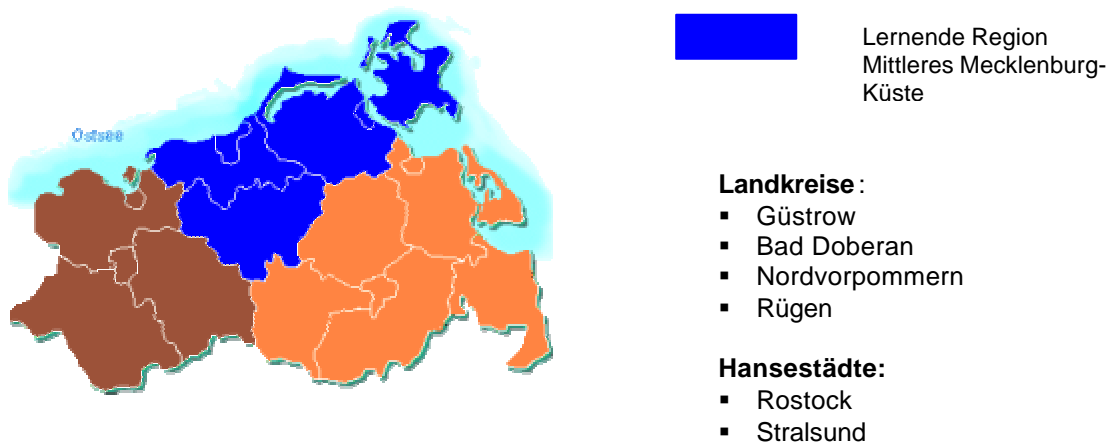 Ostsee
Lernende Region
Mittleres Mecklenburg-
Küste
Landkreise:
▪ Güstrow
▪ Bad Doberan
▪ Nordvorpommern
▪ Rügen
Hansestädte:
▪ Rostock
▪ Stralsund